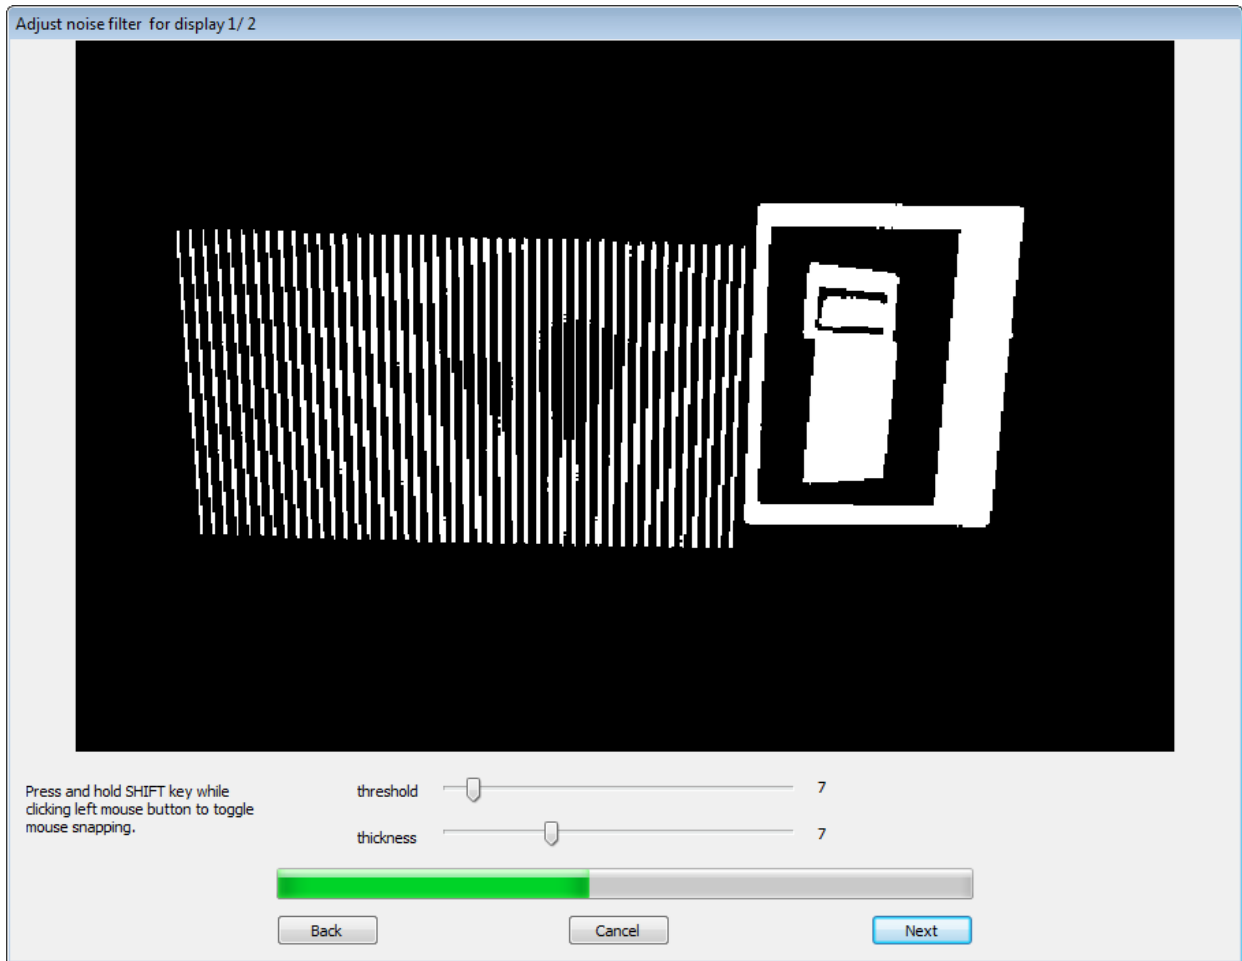 Adjust noise filter  for display 1/ 2
Press and hold SHIFT key while
clicking left mouse button to toggle
mouse snapping.
threshold 7
thickness 7
Back Cancel Next